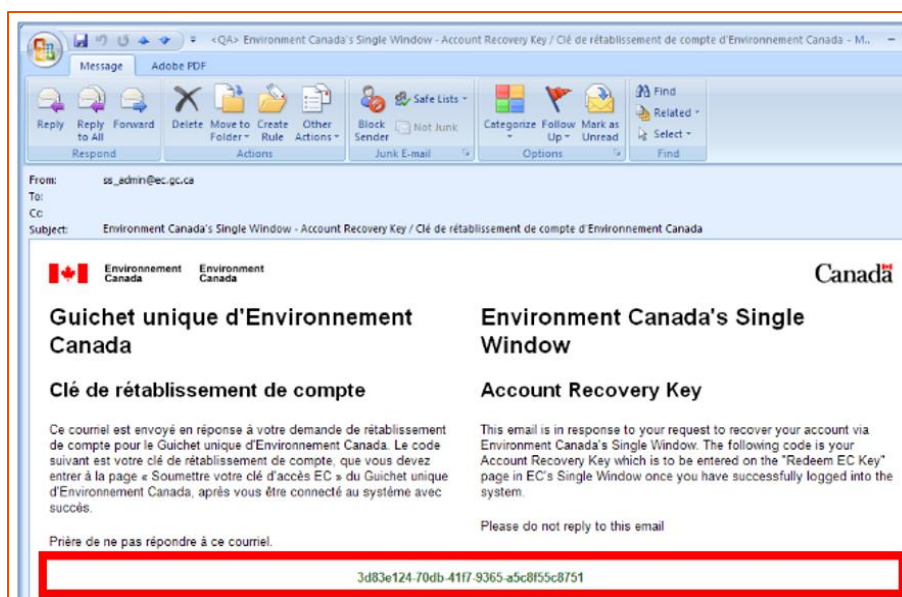 <QA> Environment Canada's Single Window - Account Recovery Key / Clé de rétablissement de compte d'Environnement Canada - M..
Message Adobe PDF
Reply Reply to All Forward Delete Move to Folder Create Rule Other Actions Block Sender Safe Lists Not Junk Categorize Follow Up Mark as Unread Find Related Select
Respond Actions Junk E-mail Options Find
From: ss_admin@ec.gc.ca
To:
Cc:
Subject: Environment Canada's Single Window - Account Recovery Key / Clé de rétablissement de compte d'Environnement Canada
Environnement Canada Environment Canada Canada
Guichet unique d'Environnement
Canada
Clé de rétablissement de compte
Ce courriel est envoyé en réponse à votre demande de rétablissement
de compte pour le Guichet unique d'Environnement Canada. Le code
suivant est votre clé de rétablissement de compte, que vous devez
entrer à la page « Soumettre votre clé d'accès EC » du Guichet unique
d'Environnement Canada, après vous être connecté au système avec
succès.
Prière de ne pas répondre à ce courriel.
Environment Canada's Single
Window
Account Recovery Key
This email is in response to your request to recover your account via
Environment Canada's Single Window. The following code is your
Account Recovery Key which is to be entered on the "Redeem EC Key"
page in EC's Single Window once you have successfully logged into the
system.
Please do not reply to this email
3d83e124-70db-41f7-9365-a5c8f55c8751